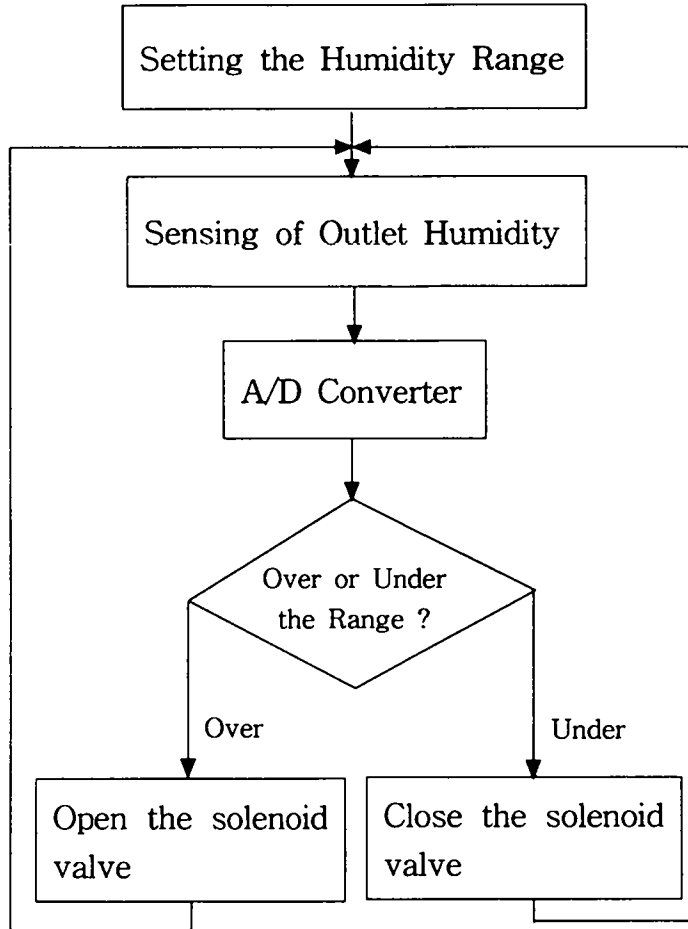 Setting the Humidity Range
Sensing of Outlet Humidity
A/D Converter
Over or Under
the Range ?
Over
Under
Open the solenoid
valve
Close the solenoid
valve